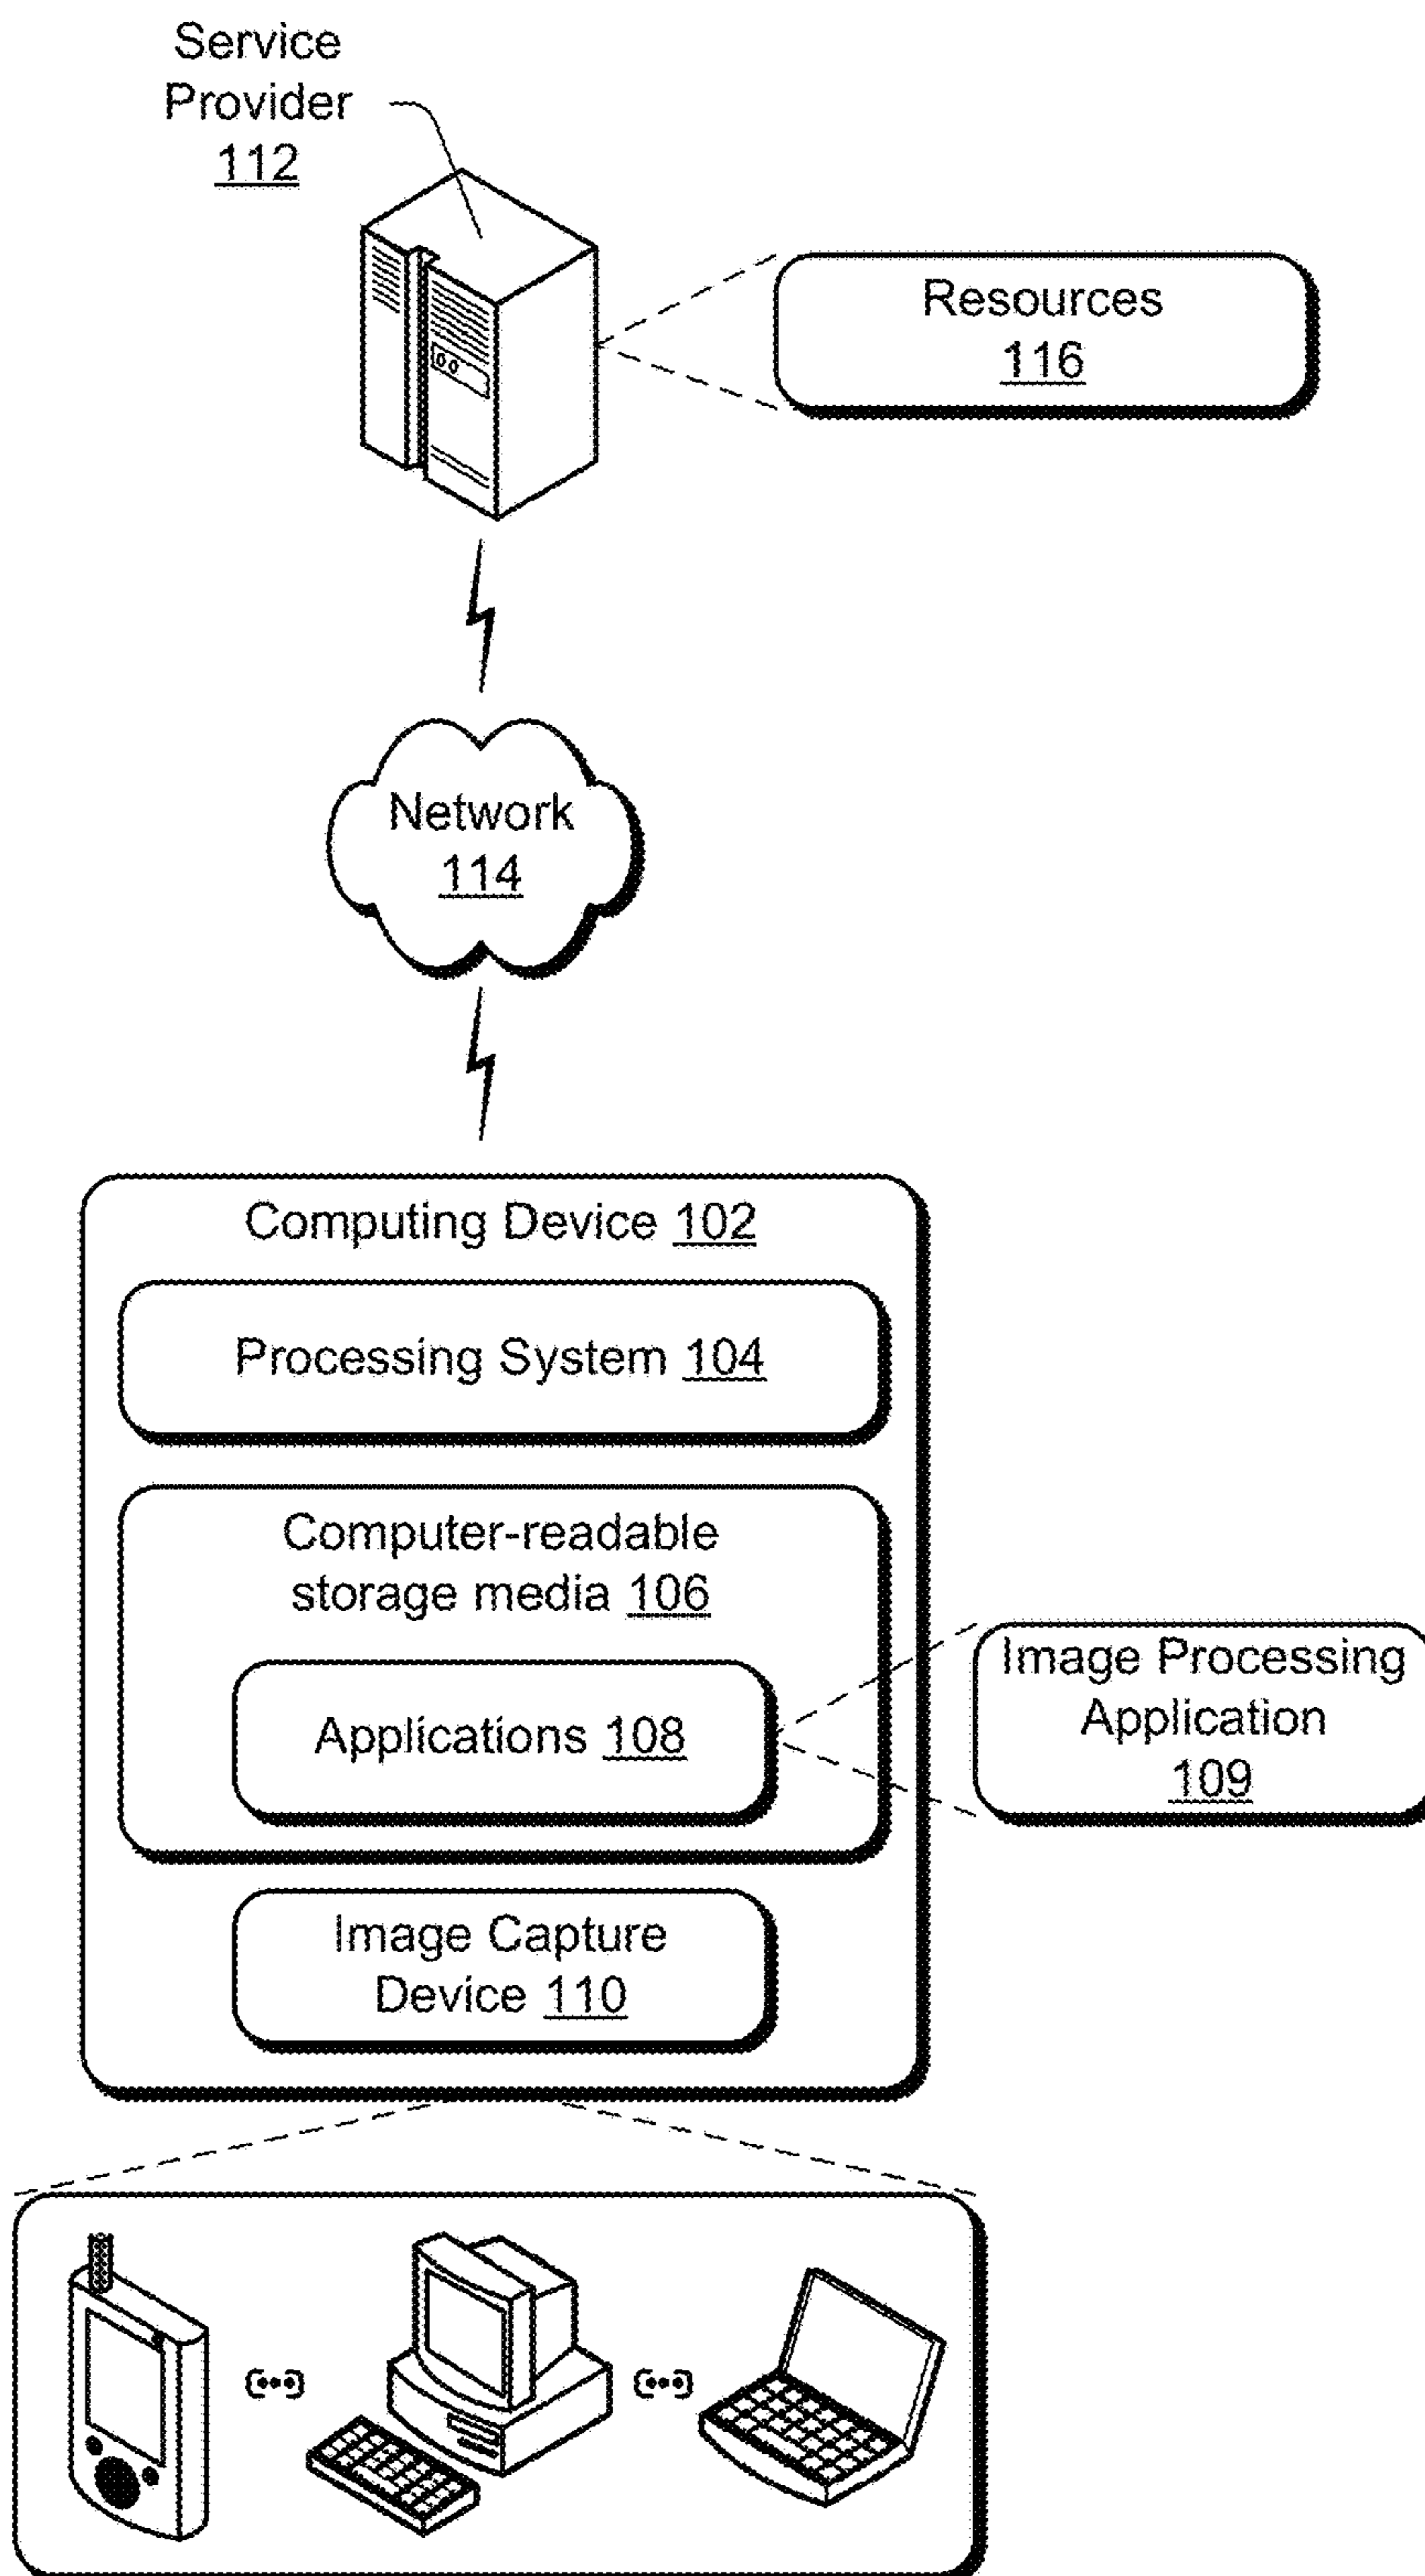 Service
Provider
112
Resources
116
Network
114
Computing Device 102
Processing System 104
Computer-readable
storage media 106
Applications 108
Image Processing
Application
109
Image Capture
Device 110